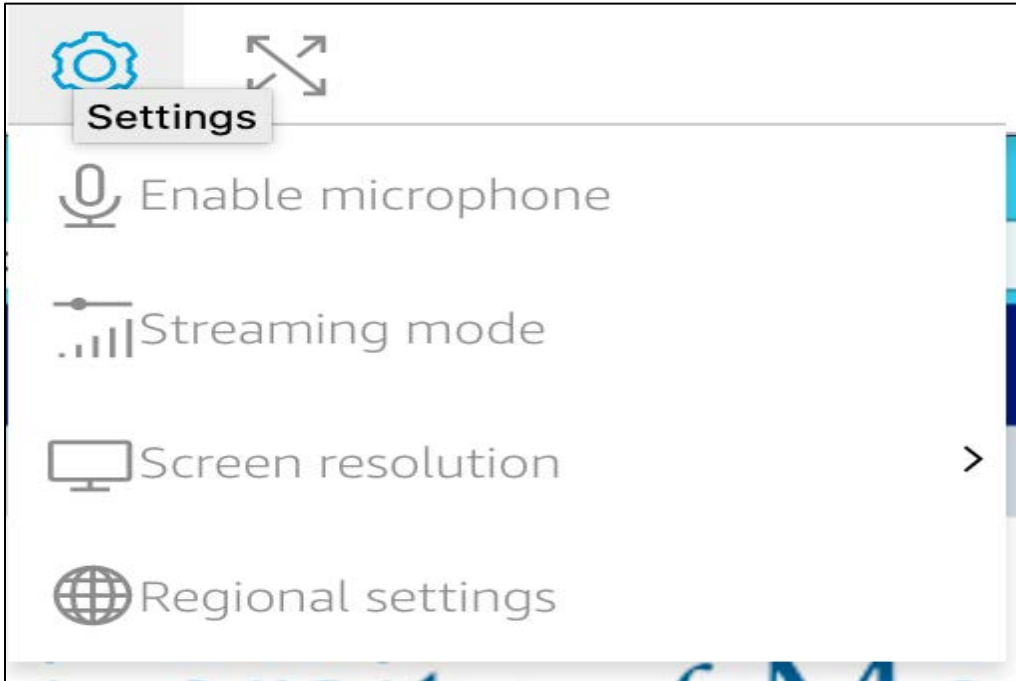 Settings
Enable microphone
Streaming mode
Screen resolution
Regional settings